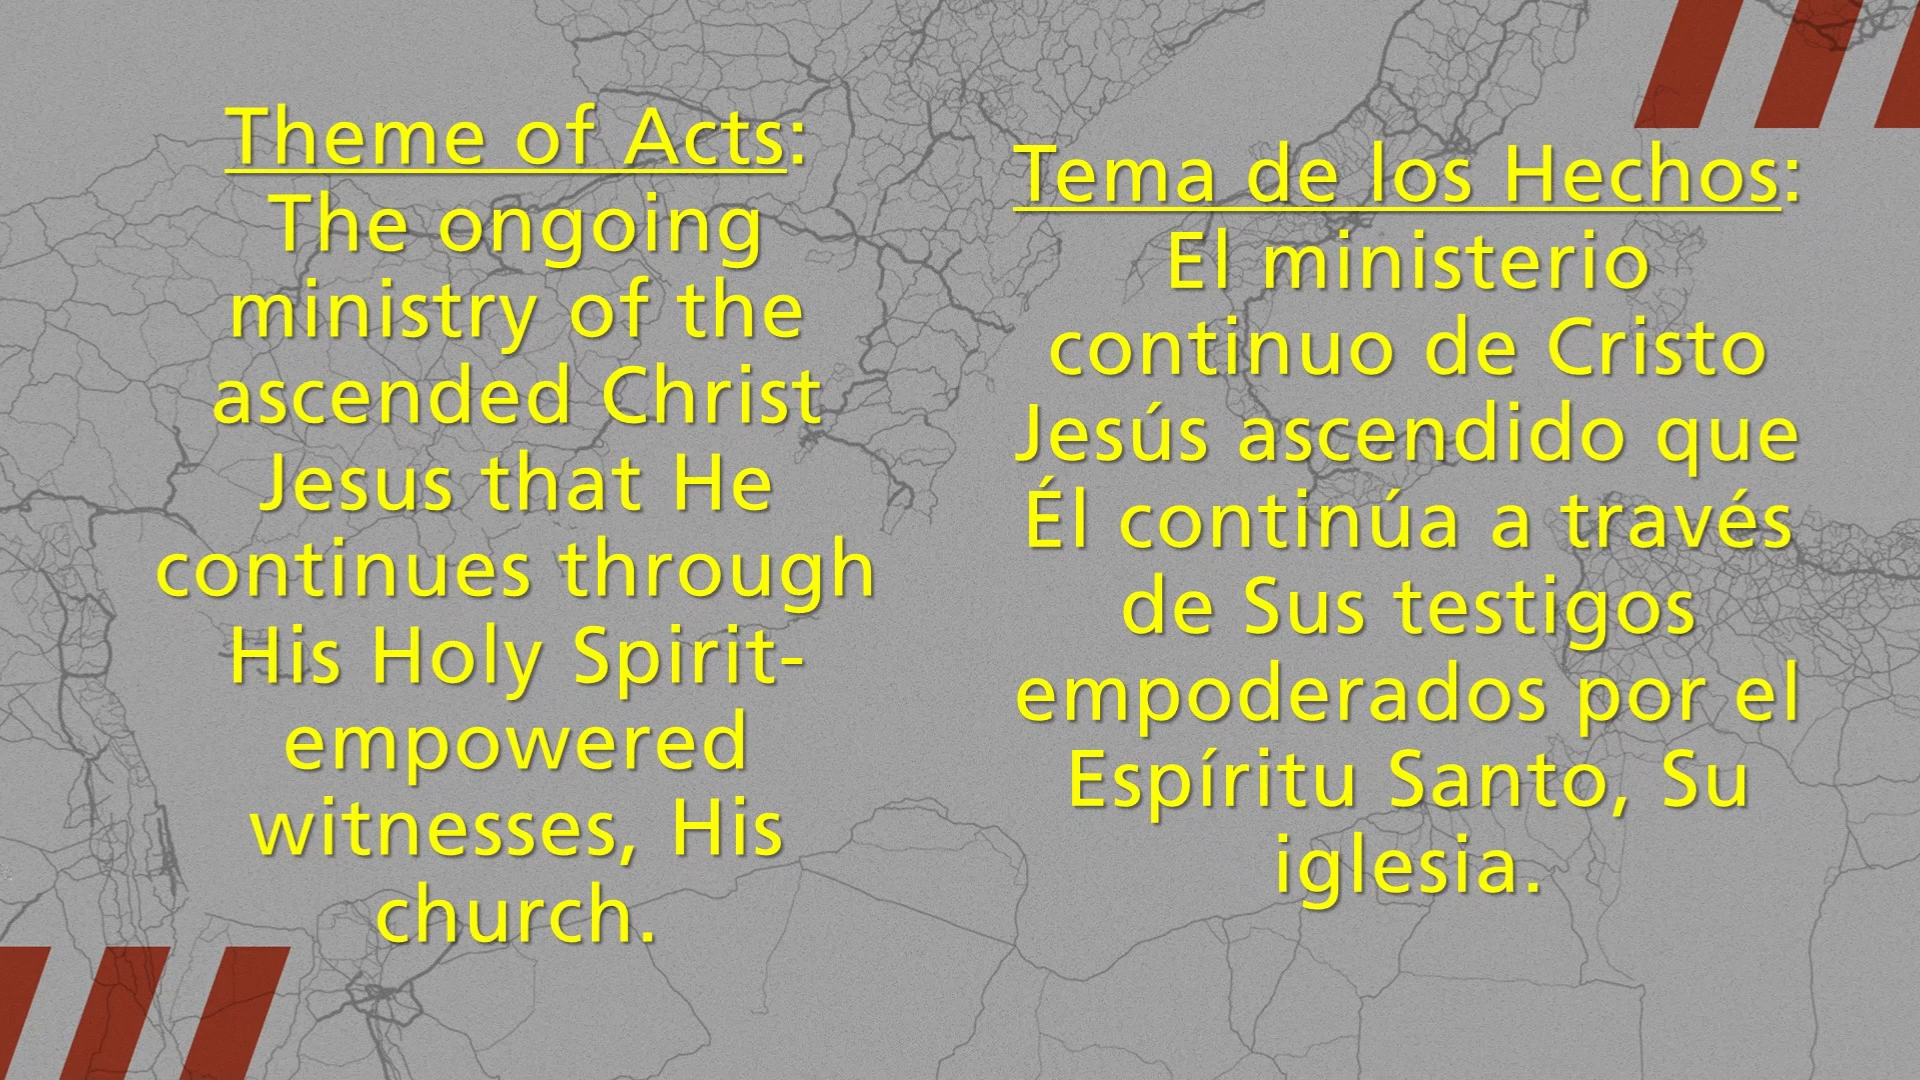 Theme of Acts:
The ongoing
ministry of the
ascended Christ
Jesus that He
continues through
His Holy Spirit-
empowered
witnesses, His
church.
Tema de los Hechos:
El ministerio
continuo de Cristo
Jesús ascendido que
Él continúa a través
de Sus testigos
empoderados por el
Espíritu Santo, Su
iglesia.